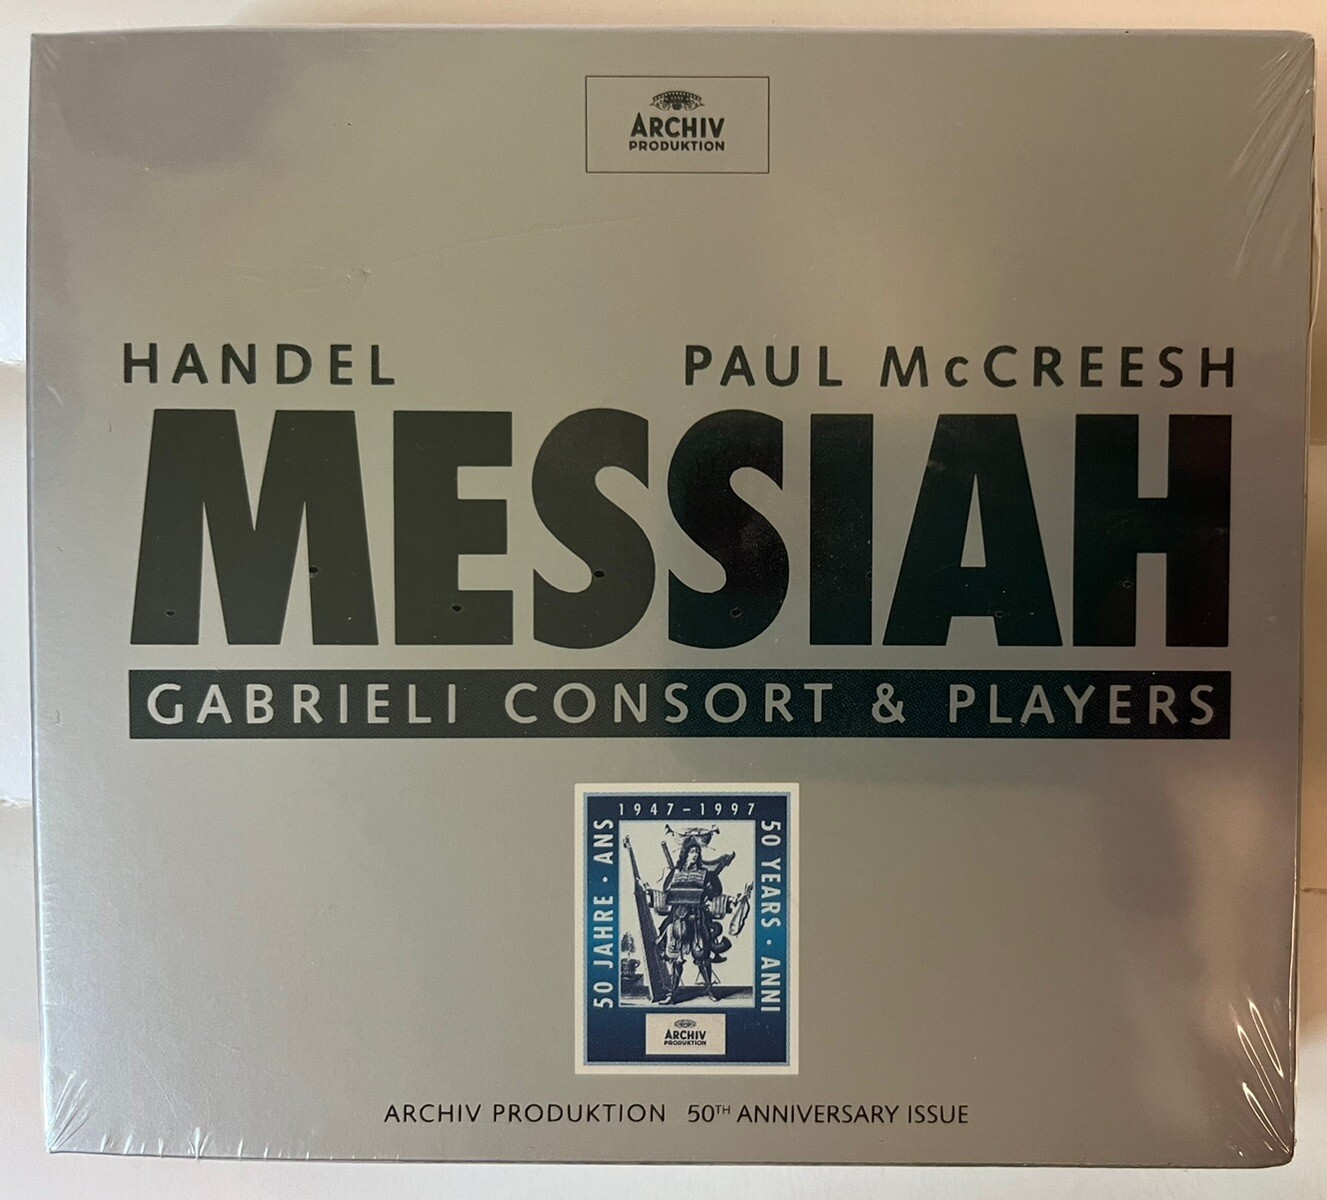 ARCHIV
PRODUKTION
HANDEL PAUL McCREESH
MESSIAH
GABRIELI CONSORT & PLAYERS
1947–1997
50 JAHRE · ANS
50 YEARS · ANNI
ARCHIV
PRODUKTION
ARCHIV PRODUKTION 50TH ANNIVERSARY ISSUE